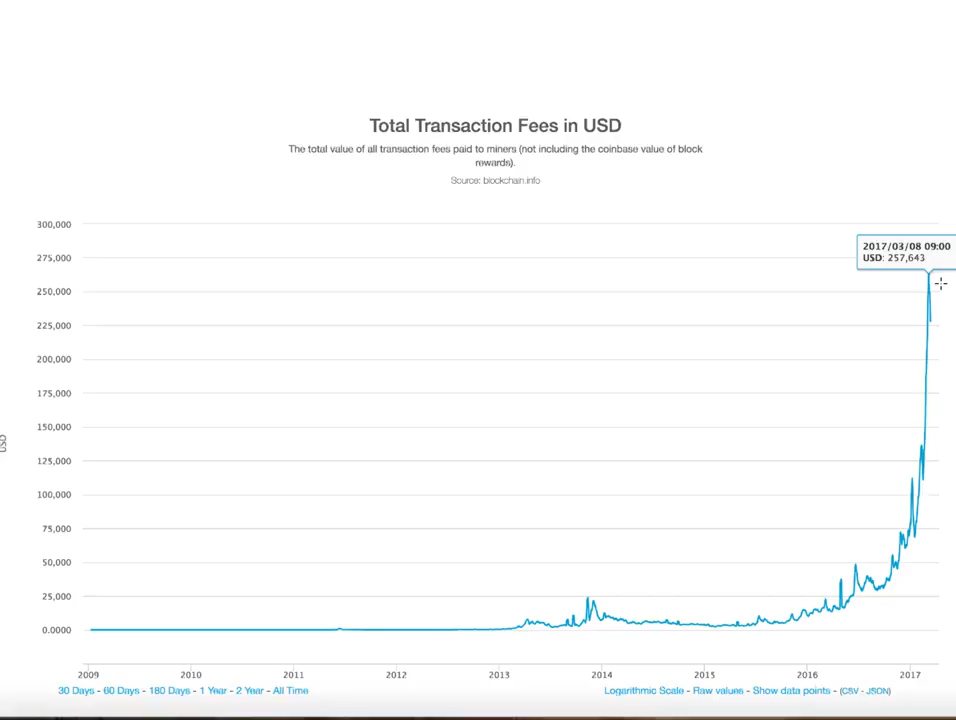 Total Transaction Fees in USD
The total value of all transaction fees paid to miners (not including the coinbase value of block
rewards).
Source: blockchain.info
300,000
275,000
250,000
225,000
200,000
175,000
150,000
125,000
100,000
75,000
50,000
25,000
0.0000
USD
2017/03/08 09:00
USD: 257,643
2009 2010 2011 2012 2013 2014 2015 2016 2017
30 Days - 60 Days - 180 Days - 1 Year - 2 Year - All Time
Logarithmic Scale - Raw values - Show data points - (CSV - JSON)